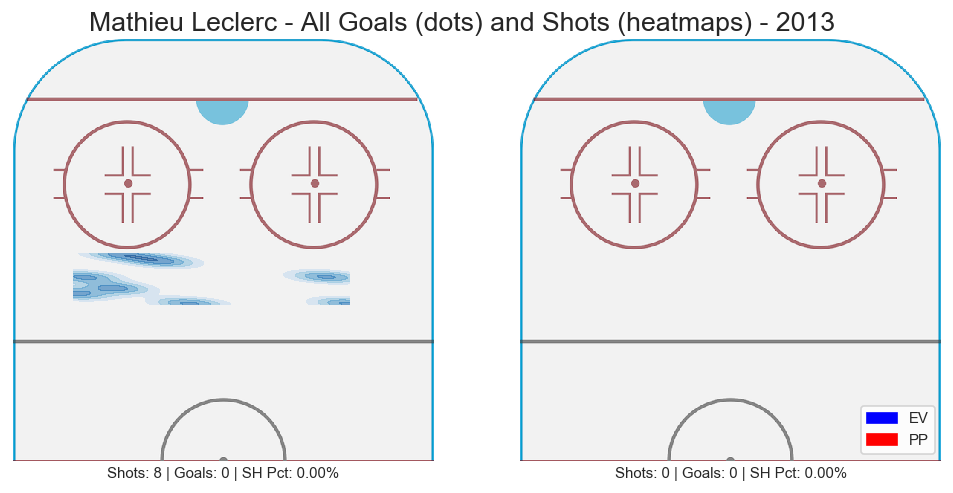 Mathieu Leclerc - All Goals (dots) and Shots (heatmaps) - 2013
EV
PP
Shots: 8 | Goals: 0 | SH Pct: 0.00%
Shots: 0 | Goals: 0 | SH Pct: 0.00%